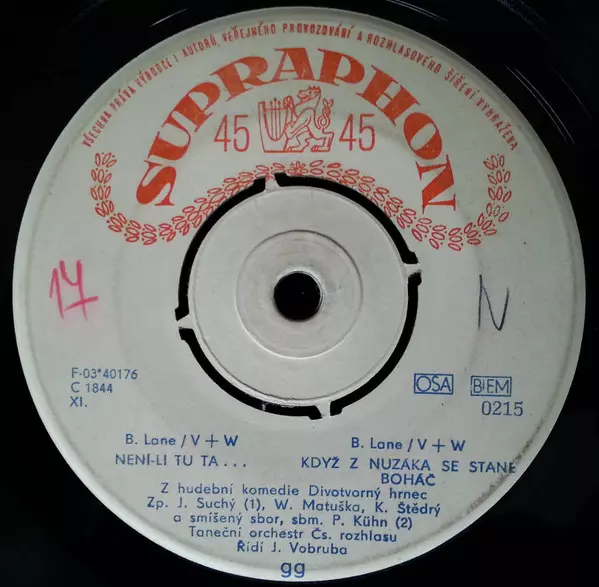 VŠECHNA PRÁVA VÝROBCE I AUTORŮ, VEŘEJNÉHO PROVOZOVÁNÍ A ROZHLASOVÉHO ŠÍŘENÍ VYHRAŽENA
SUPRAPHON
45 45
17
N
F-03*40176
C 1844
XI.
OSA BIEM
0215
B. Lane/V+W
NENÍ-LI TU TA...
B. Lane/V+W
KDYŽ Z NUZÁKA SE STANE
BOHÁČ
Z hudební komedie Divotvorný hrnec
Zp. J. Suchý (1), W. Matuška, K. Štědrý
a smíšený sbor, sbm. P. Kühn (2)
Taneční orchestr Čs. rozhlasu
Řídí J. Vobruba
gg